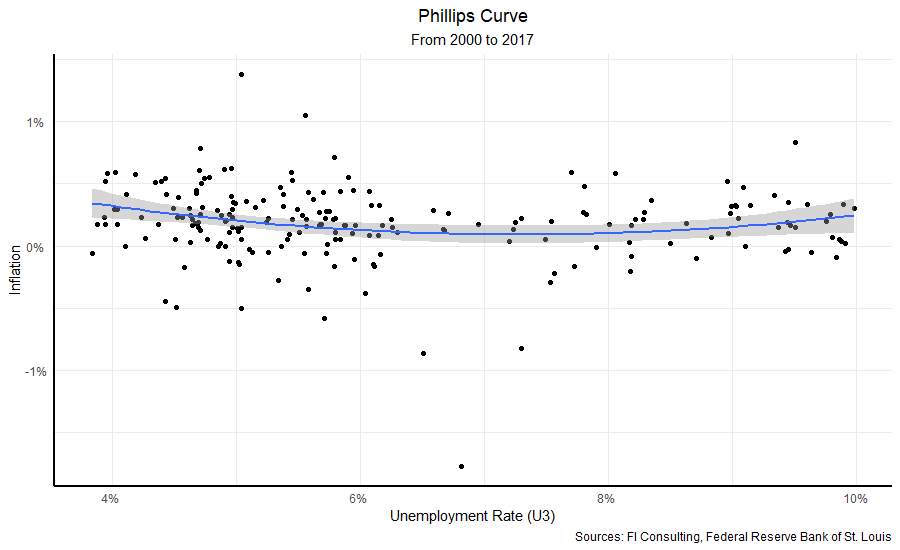 Phillips Curve
From 2000 to 2017
1%
0%
-1%
Inflation
4%
6%
8%
10%
Unemployment Rate (U3)
Sources: FI Consulting, Federal Reserve Bank of St. Louis